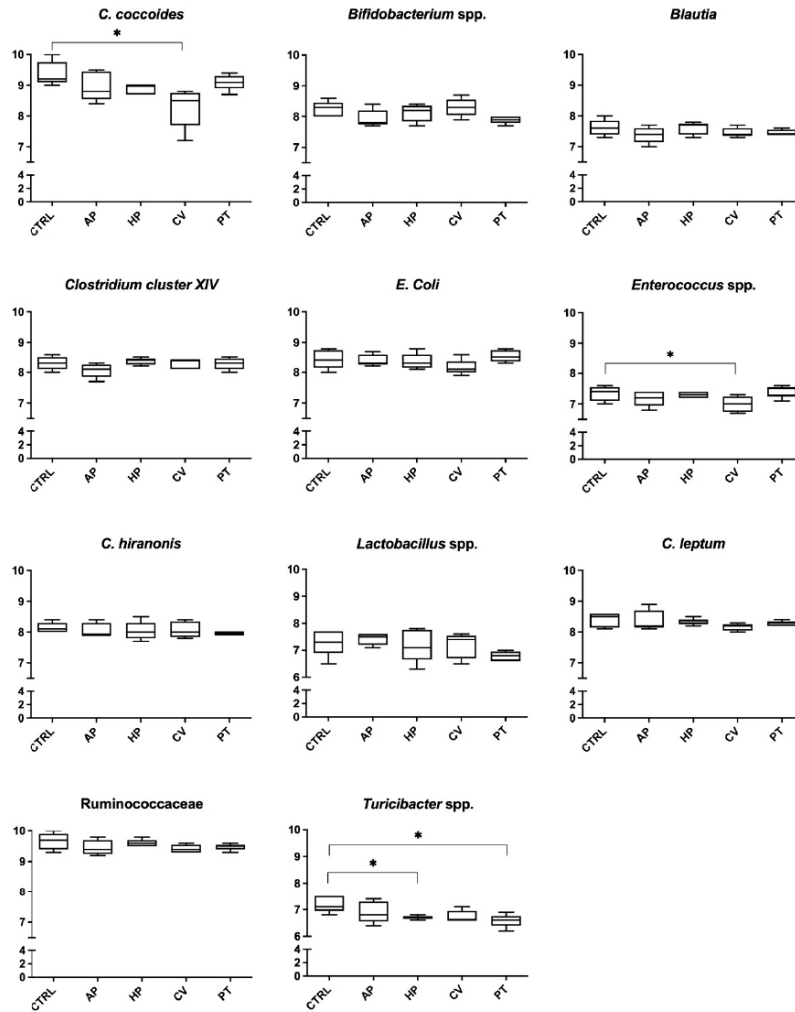 C. coccoides
*
10
9
8
7
4
2
0
CTRL
AP
HP
CV
PT
Bifidobacterium spp.
10
9
8
7
4
2
0
CTRL
AP
HP
CV
PT
Blautia
10
9
8
7
4
2
0
CTRL
AP
HP
CV
PT
Clostridium cluster XIV
10
9
8
7
4
2
0
CTRL
AP
HP
CV
PT
E. Coli
10
9
8
7
4
2
0
CTRL
AP
HP
CV
PT
Enterococcus spp.
*
10
9
8
7
4
2
0
CTRL
AP
HP
CV
PT
C. hiranonis
10
9
8
7
4
2
0
CTRL
AP
HP
CV
PT
Lactobacillus spp.
10
9
8
7
6
4
2
0
CTRL
AP
HP
CV
PT
C. leptum
10
9
8
7
4
2
0
CTRL
AP
HP
CV
PT
Ruminococcaceae
10
9
8
7
4
2
0
CTRL
AP
HP
CV
PT
Turicibacter spp.
*
*
10
9
8
7
6
4
2
0
CTRL
AP
HP
CV
PT